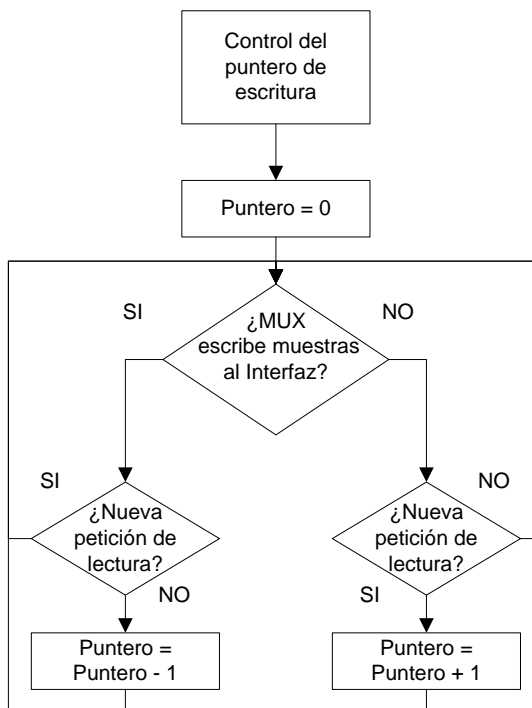 Control del
puntero de
escritura
Puntero = 0
SI
NO
¿MUX
escribe muestras
al Interfaz?
SI
NO
¿Nueva
petición de
lectura?
¿Nueva
petición de
lectura?
NO
SI
Puntero =
Puntero - 1
Puntero =
Puntero + 1